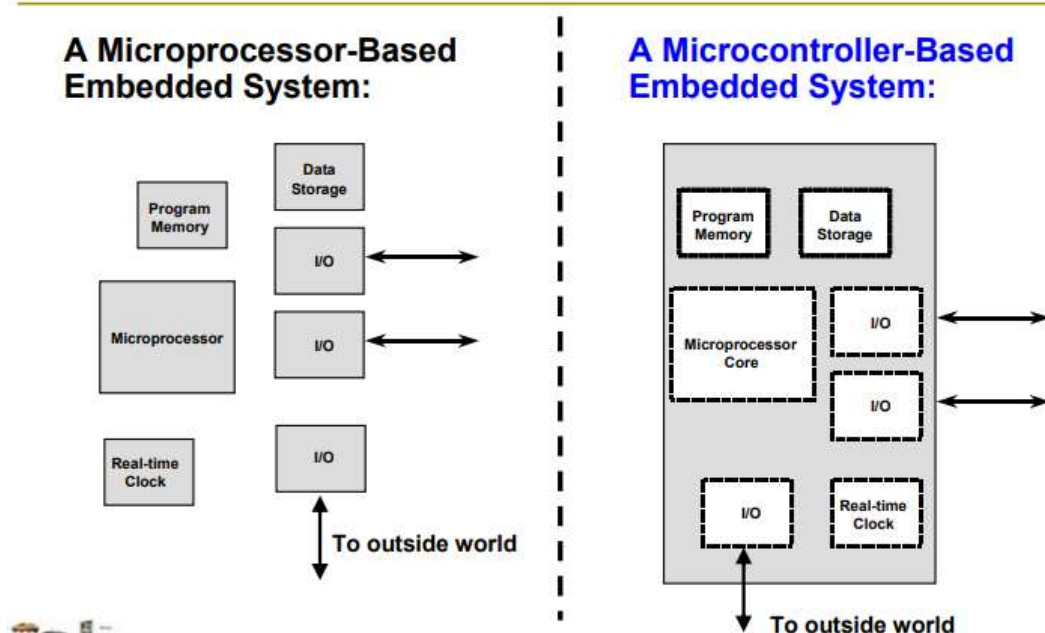 A Microprocessor-Based
Embedded System:
Data
Storage
Program
Memory
I/O
Microprocessor
I/O
Real-time
Clock
I/O
To outside world
A Microcontroller-Based
Embedded System:
Program
Memory
Data
Storage
I/O
Microprocessor
Core
I/O
I/O
Real-time
Clock
To outside world